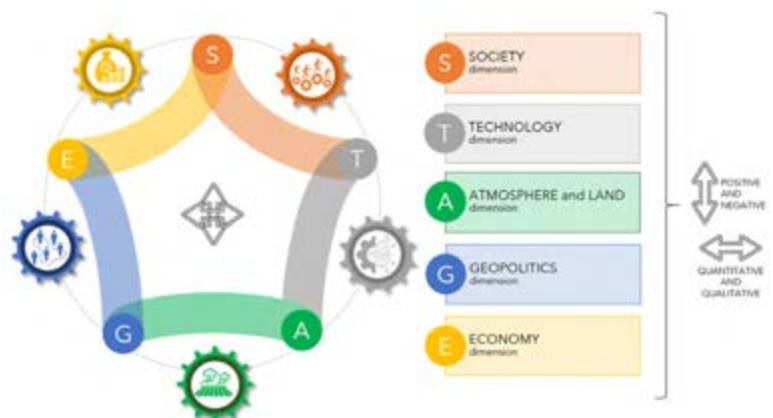 S
T
A
G
E
S
SOCIETY
dimension
T
TECHNOLOGY
dimension
A
ATMOSPHERE and LAND
dimension
G
GEOPOLITICS
dimension
E
ECONOMY
dimension
POSITIVE
AND
NEGATIVE
QUANTITATIVE
AND
QUALITATIVE